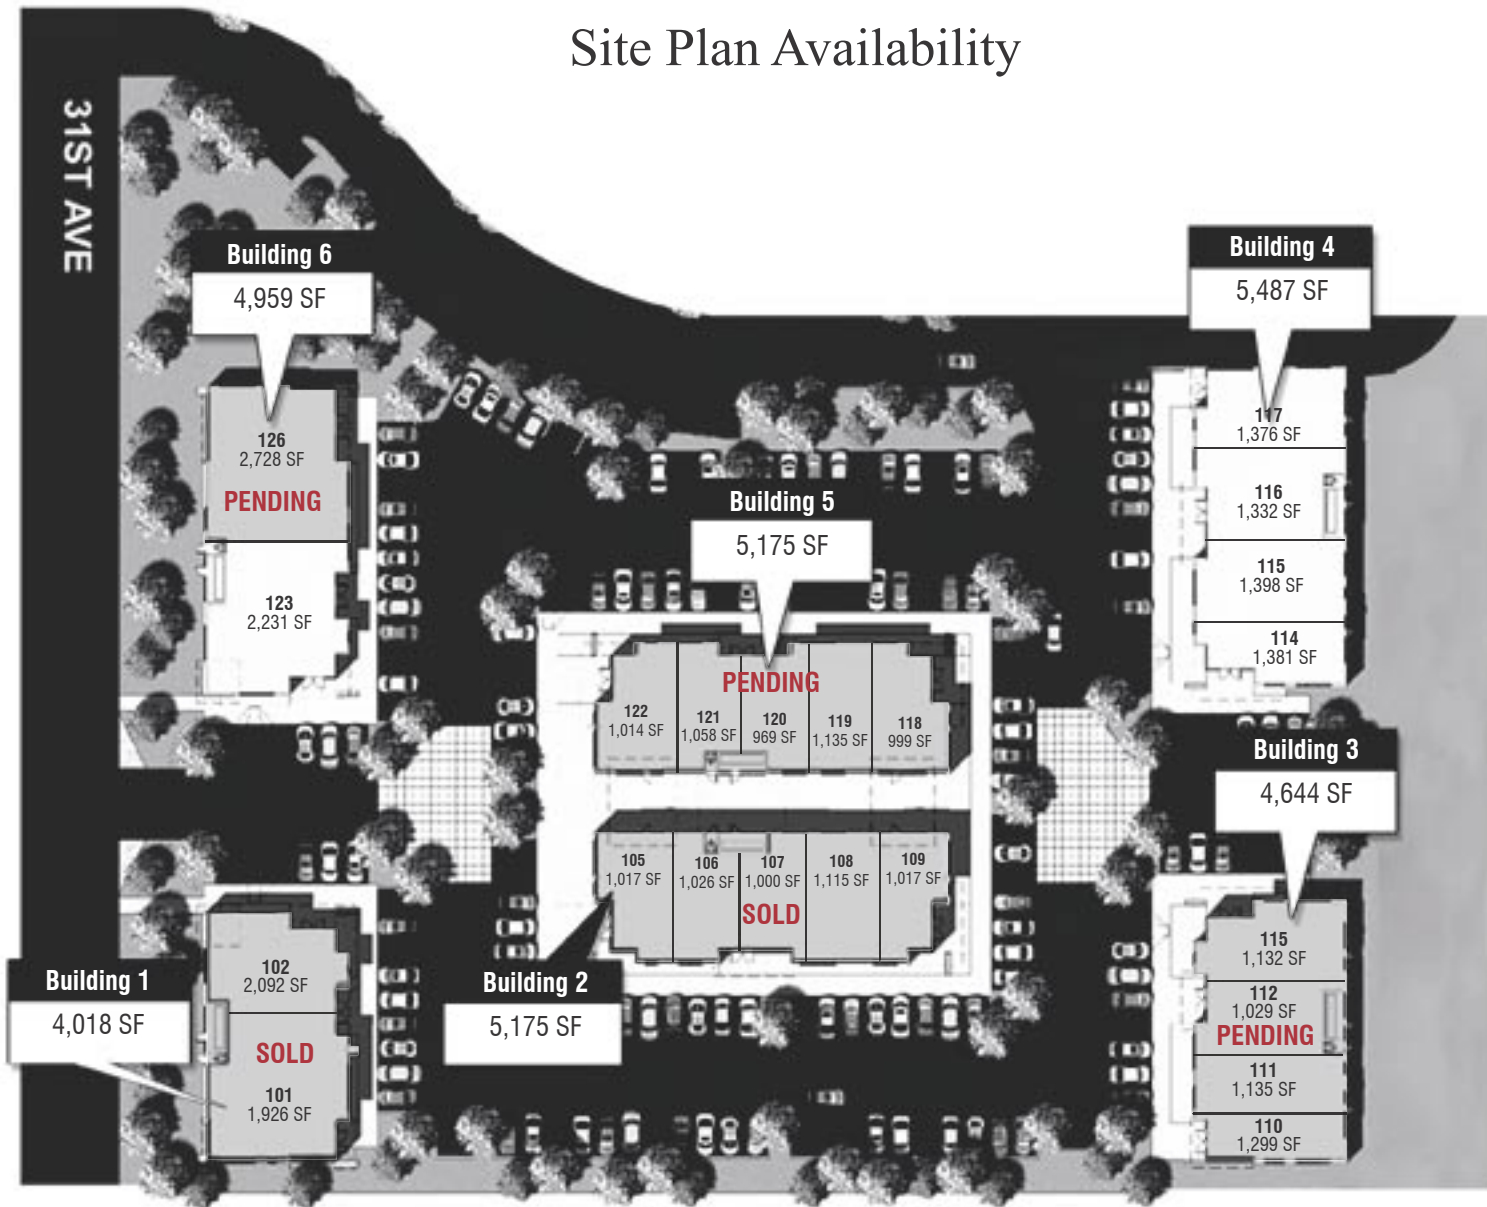 Site Plan Availability
31ST AVE
Building 6
4,959 SF
126
2,728 SF
PENDING
123
2,231 SF
Building 4
5,487 SF
117
1,376 SF
116
1,332 SF
115
1,398 SF
114
1,381 SF
Building 5
5,175 SF
PENDING
122
1,014 SF
121
1,058 SF
120
969 SF
119
1,135 SF
118
999 SF
Building 3
4,644 SF
115
1,132 SF
112
1,029 SF
PENDING
111
1,135 SF
110
1,299 SF
105
1,017 SF
106
1,026 SF
107
1,000 SF
108
1,115 SF
109
1,017 SF
SOLD
Building 2
5,175 SF
Building 1
4,018 SF
102
2,092 SF
SOLD
101
1,926 SF